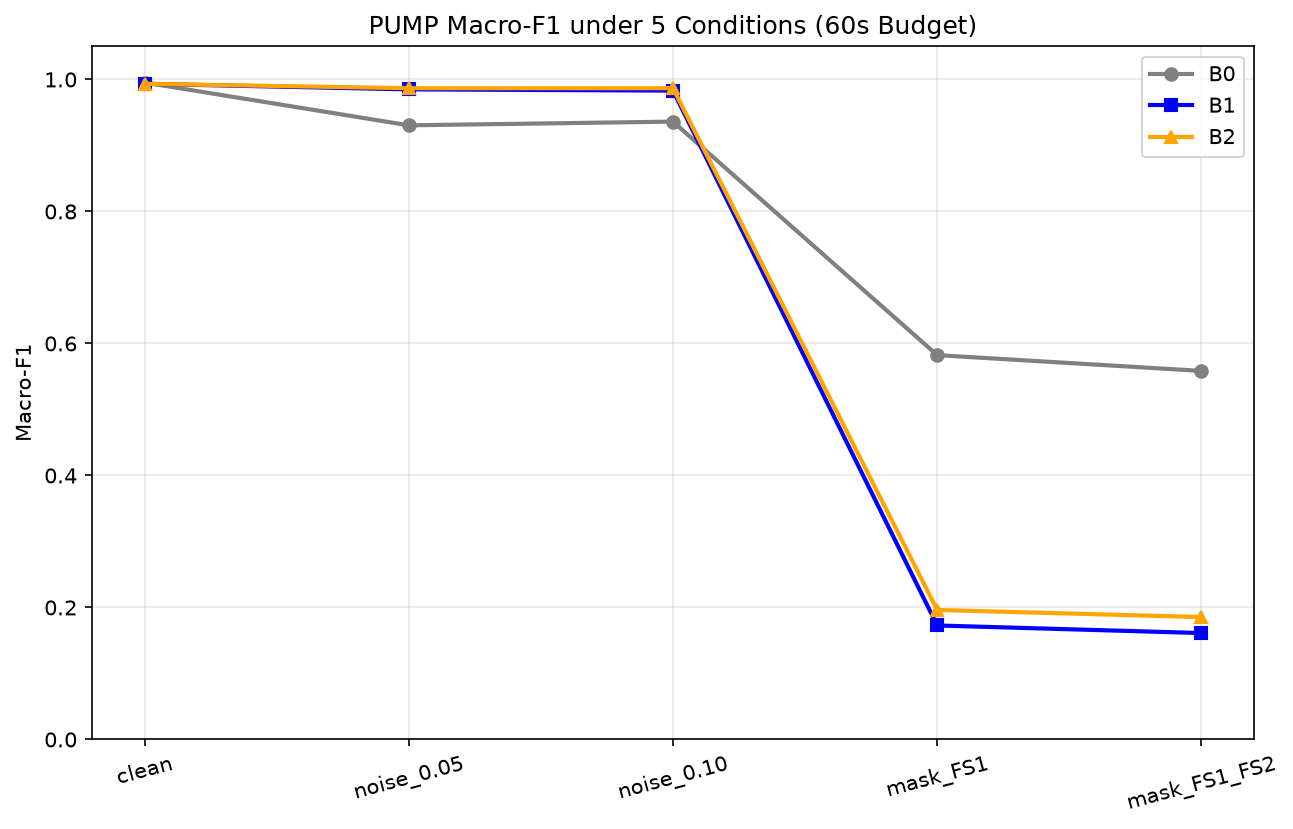 PUMP Macro-F1 under 5 Conditions (60s Budget)
B0
B1
B2
Macro-F1
1.0
0.8
0.6
0.4
0.2
0.0
clean
noise_0.05
noise_0.10
mask_FS1
mask_FS1_FS2